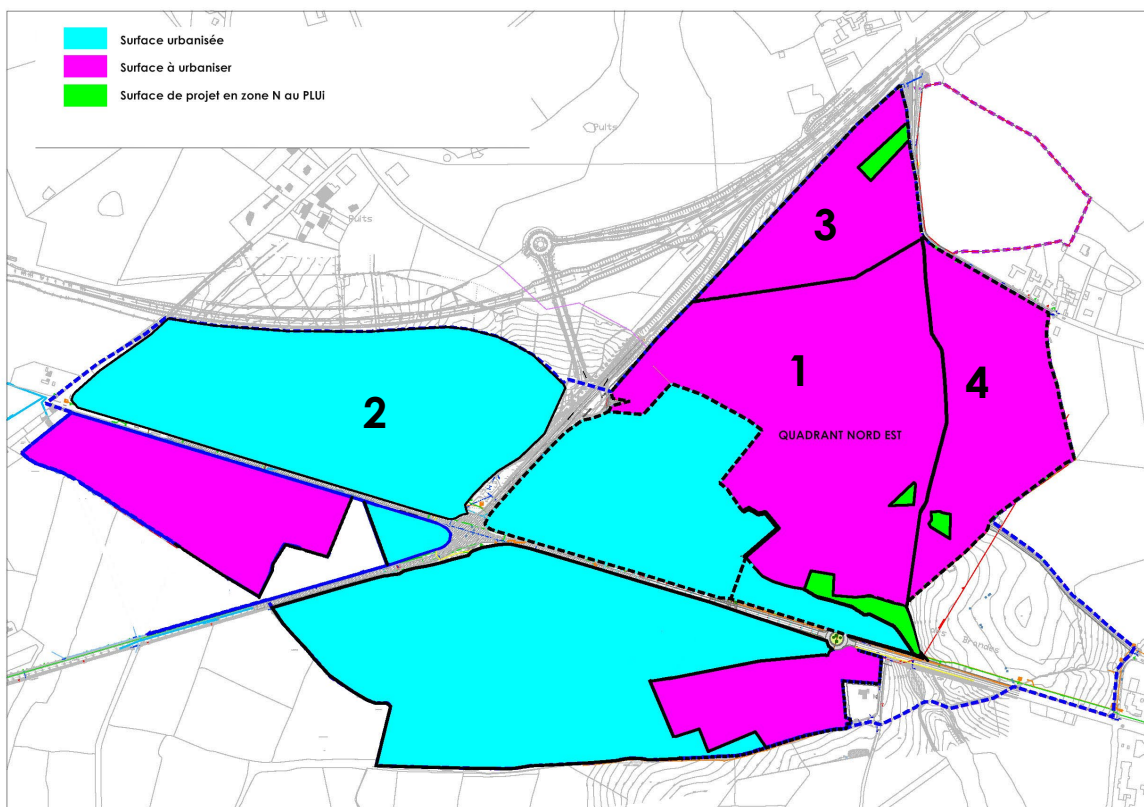 Surface urbanisée
Surface à urbaniser
Surface de projet en zone N au PLUi
Puits
Puits
3
1
4
2
QUADRANT NORD EST
Brandes